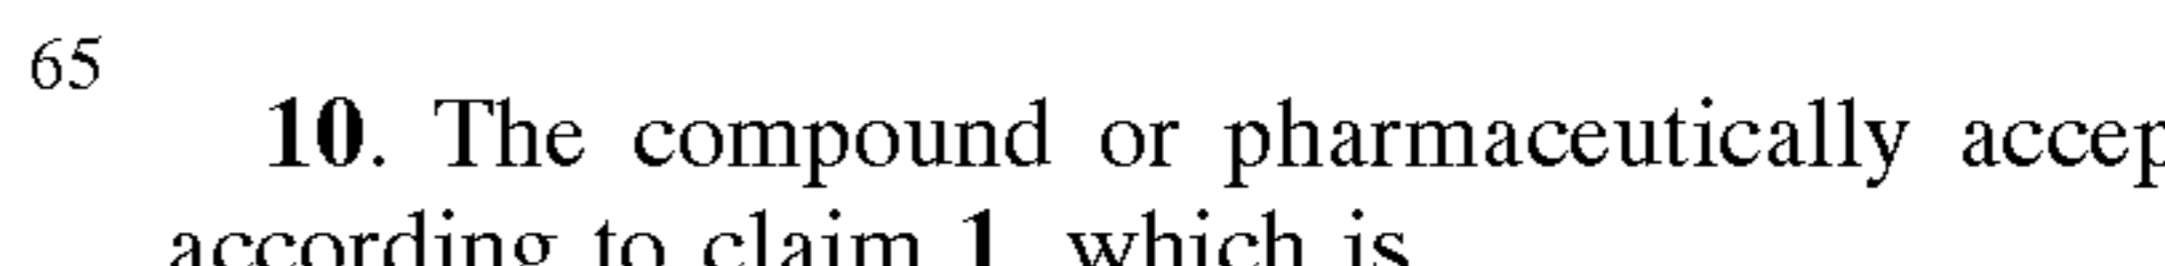 65
10. The compound or pharmaceutically accep
according to claim 1 which is